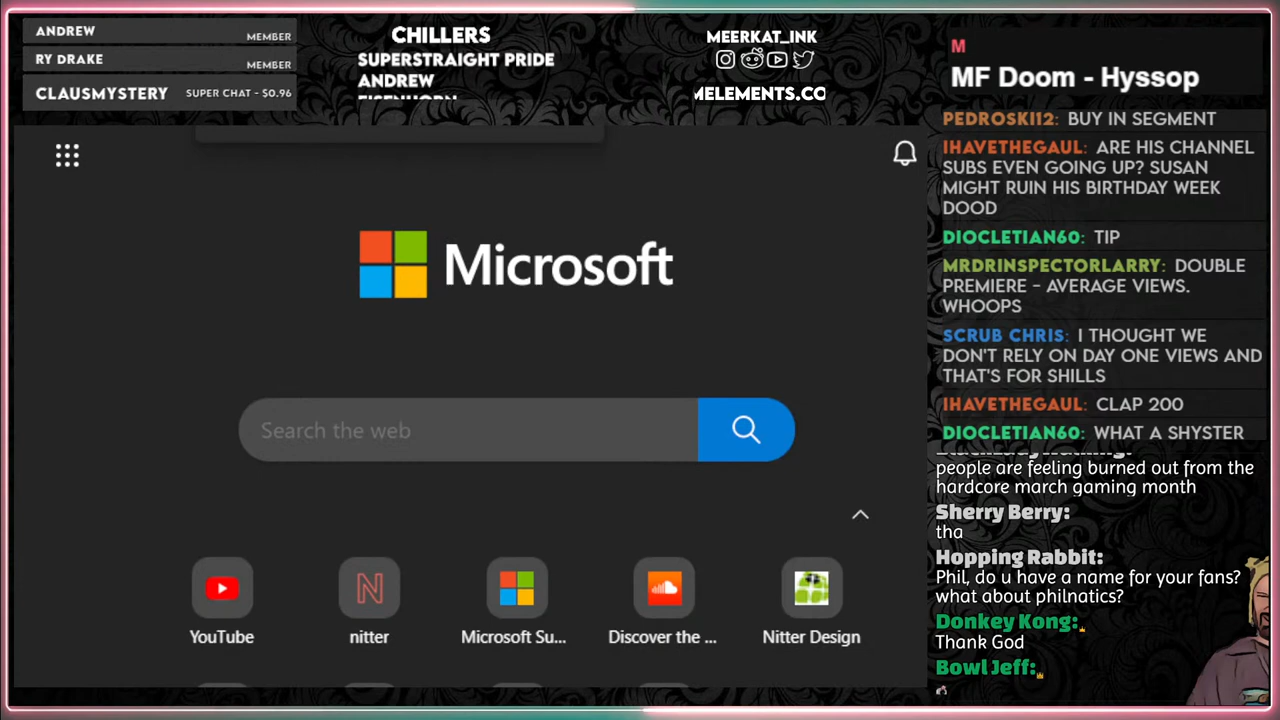 ANDREW
MEMBER
RY DRAKE
MEMBER
CLAUSMYSTERY
SUPER CHAT - $0.96
CHILLERS
SUPERSTRAIGHT PRIDE
ANDREW
EISENHORN
MEERKAT_INK
MELEMENTS.CO
M
MF Doom - Hyssop
PEDROSKI12: BUY IN SEGMENT
IHAVETHEGAUL: ARE HIS CHANNEL
SUBS EVEN GOING UP? SUSAN
MIGHT RUIN HIS BIRTHDAY WEEK
DOOD
DIOCLETIAN60: TIP
MRDRINSPECTORLARRY: DOUBLE
PREMIERE - AVERAGE VIEWS.
WHOOPS
SCRUB CHRIS: I THOUGHT WE
DON'T RELY ON DAY ONE VIEWS AND
THAT'S FOR SHILLS
IHAVETHEGAUL: CLAP 200
DIOCLETIAN60: WHAT A SHYSTER
people are feeling burned out from the
hardcore march gaming month
Sherry Berry:
tha
Hopping Rabbit:
Phil, do u have a name for your fans?
what about philnatics?
Donkey Kong:
Thank God
Bowl Jeff:
Microsoft
Search the web
YouTube
nitter
Microsoft Su...
Discover the ...
Nitter Design